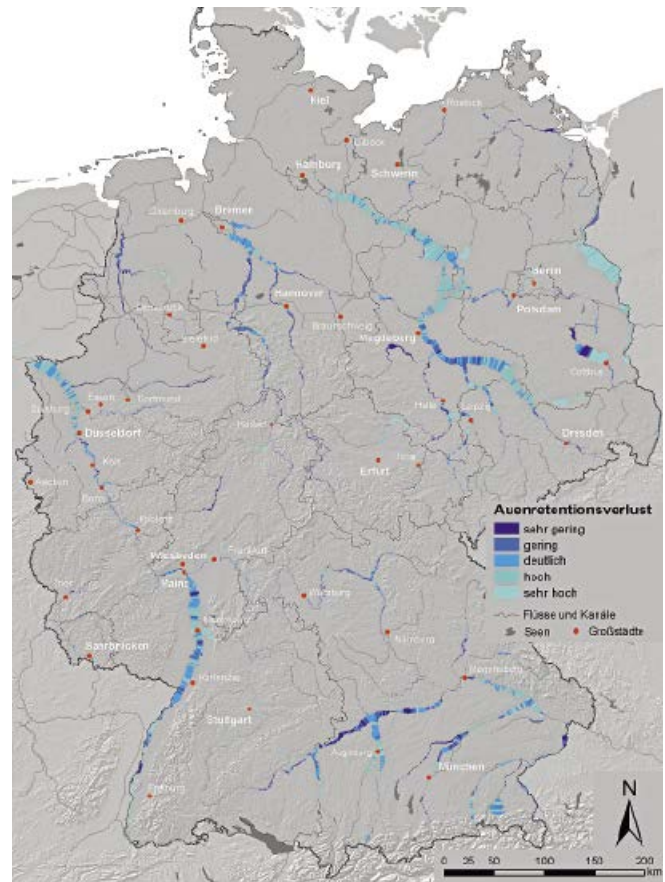 Kiel
Rostock
Lübeck
Hamburg
Schwerin
Oldenburg
Bremen
Berlin
Hannover
Potsdam
Braunschweig
Magdeburg
Bielefeld
Cottbus
Essen
Dortmund
Duisburg
Halle
Leipzig
Düsseldorf
Kassel
Dresden
Köln
Erfurt
Jena
Aachen
Bonn
Koblenz
Auenretentionsverlust
sehr gering
gering
deutlich
hoch
sehr hoch
Flüsse und Kanäle
Seen
Großstädte
Wiesbaden
Frankfurt
Mainz
Trier
Würzburg
Mannheim
Nürnberg
Saarbrücken
Regensburg
Karlsruhe
Stuttgart
Augsburg
München
Freiburg
N
0 25 50 100 150 200
km